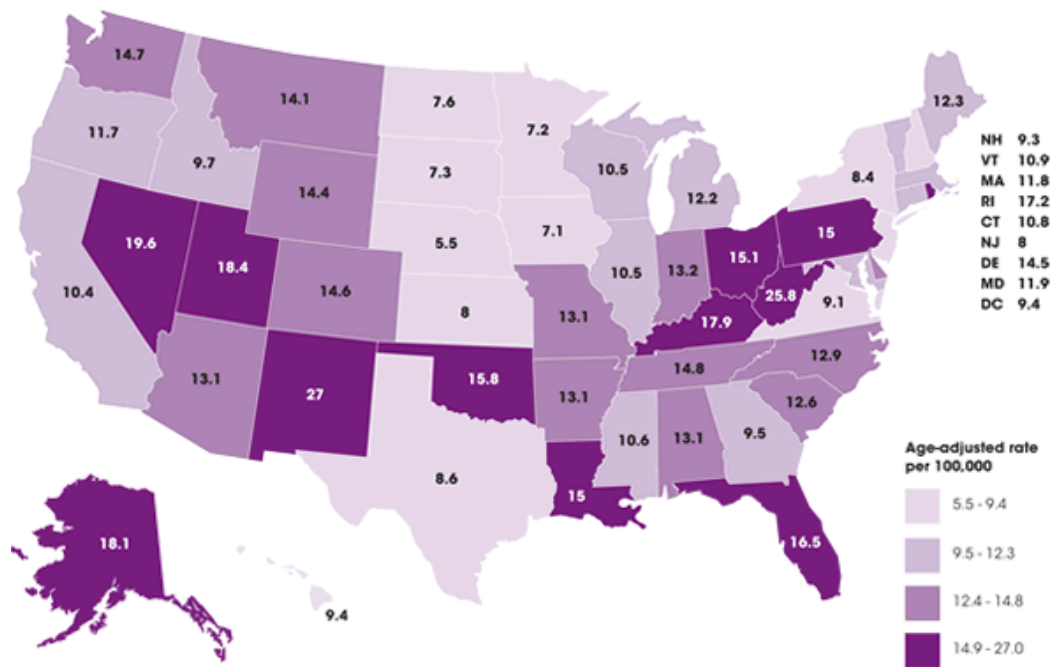 14.7
14.1
7.6
7.2
12.3
11.7
9.7
7.3
10.5
12.2
8.4
14.4
NH 9.3
VT 10.9
MA 11.8
RI 17.2
CT 10.8
NJ 8
DE 14.5
MD 11.9
DC 9.4
19.6
18.4
5.5
7.1
15.1
15
10.4
14.6
10.5
13.2
25.8
9.1
8
13.1
17.9
13.1
27
15.8
13.1
14.8
12.9
12.6
10.6
13.1
9.5
8.6
15
16.5
18.1
9.4
Age-adjusted rate
per 100,000
5.5 - 9.4
9.5 - 12.3
12.4 - 14.8
14.9 - 27.0